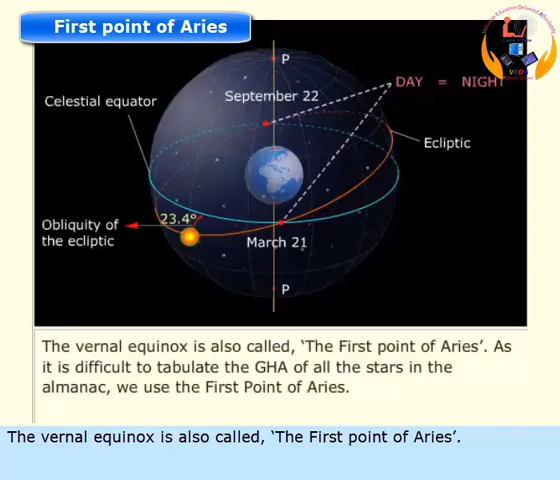 First point of Aries
P
September 22
DAY = NIGHT
Celestial equator
Ecliptic
23.4°
Obliquity of
the ecliptic
March 21
P
The vernal equinox is also called, ‘The First point of Aries’. As
it is difficult to tabulate the GHA of all the stars in the
almanac, we use the First Point of Aries.
The vernal equinox is also called, ‘The First point of Aries’.